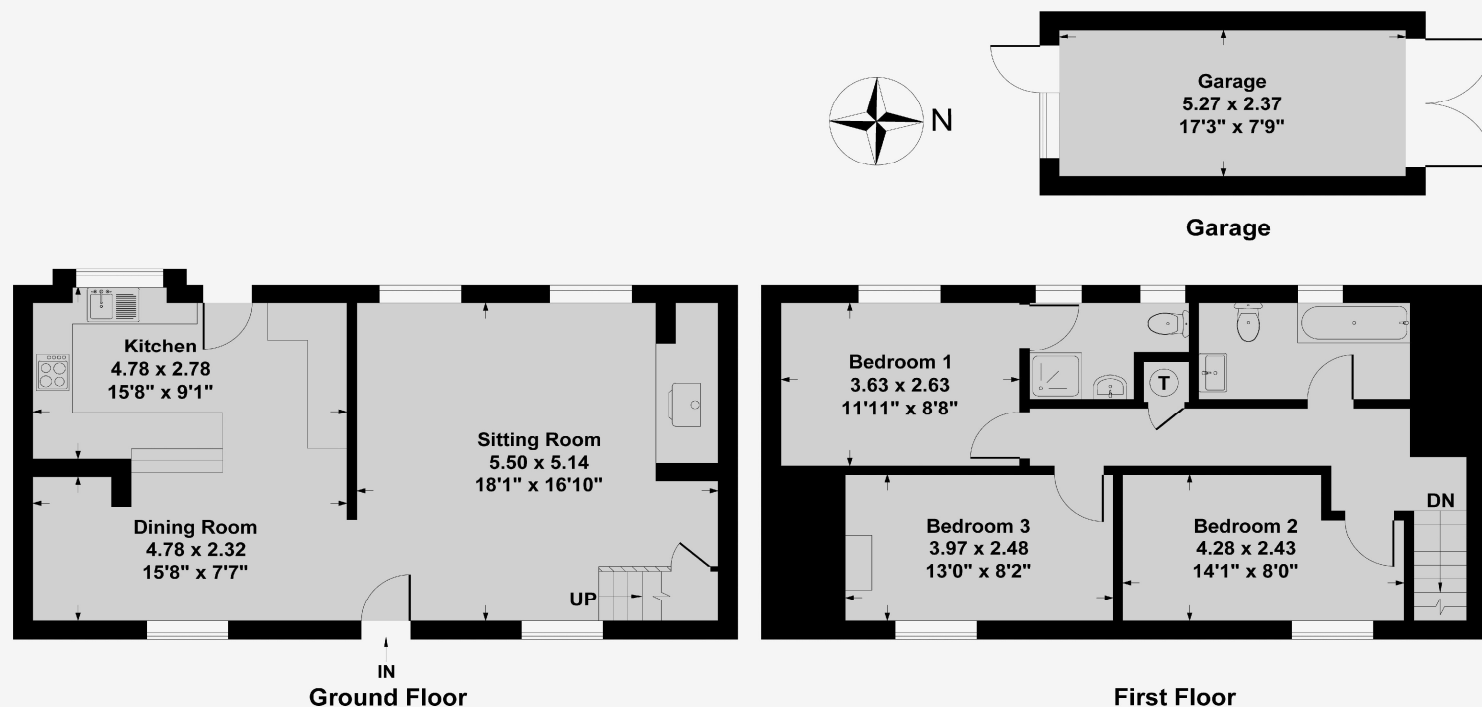 Garage
5.27 x 2.37
17'3" x 7'9"
N
Garage
Kitchen
4.78 x 2.78
15'8" x 9'1"
Sitting Room
5.50 x 5.14
18'1" x 16'10"
Dining Room
4.78 x 2.32
15'8" x 7'7"
UP
IN
Ground Floor
Bedroom 1
3.63 x 2.63
11'11" x 8'8"
T
Bedroom 3
3.97 x 2.48
13'0" x 8'2"
Bedroom 2
4.28 x 2.43
14'1" x 8'0"
DN
First Floor